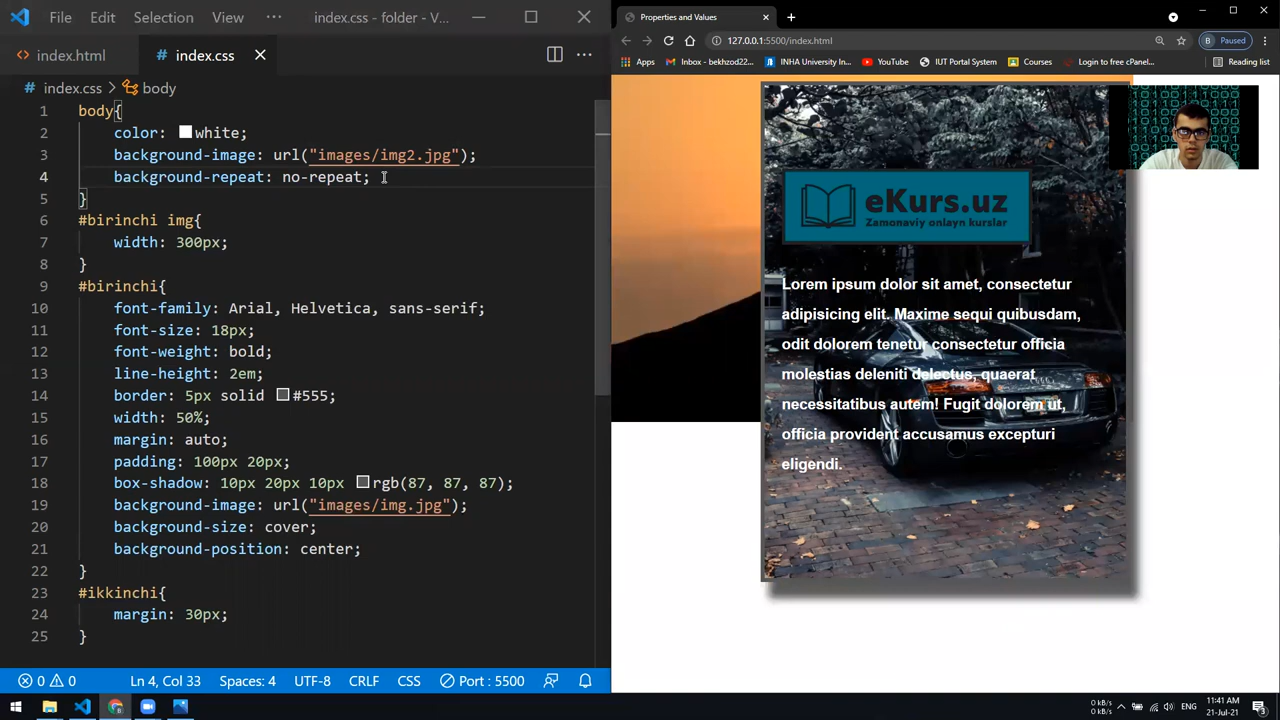 File Edit Selection View ··· index.css - folder - V...
index.html
index.css
index.css > body
1 body{
2 color: white;
3 background-image: url("images/img2.jpg");
4 background-repeat: no-repeat;
5 }
6 #birinchi img{
7 width: 300px;
8 }
9 #birinchi{
10 font-family: Arial, Helvetica, sans-serif;
11 font-size: 18px;
12 font-weight: bold;
13 line-height: 2em;
14 border: 5px solid #555;
15 width: 50%;
16 margin: auto;
17 padding: 100px 20px;
18 box-shadow: 10px 20px 10px rgb(87, 87, 87);
19 background-image: url("images/img.jpg");
20 background-size: cover;
21 background-position: center;
22 }
23 #ikkinchi{
24 margin: 30px;
25 }
0 0 Ln 4, Col 33 Spaces: 4 UTF-8 CRLF CSS Port : 5500
Properties and Values
127.0.0.1:5500/index.html
B Paused
Apps Inbox - bekhzod22... INHA University In... YouTube IUT Portal System Courses Login to free cPanel... Reading list
eKurs.uz
Zamonaviy onlayn kurslar
Lorem ipsum dolor sit amet, consectetur
adipisicing elit. Maxime sequi quibusdam,
odit dolorem tenetur consectetur officia
molestias deleniti delectus, quaerat
necessitatibus autem! Fugit dolorem ut,
officia provident accusamus excepturi
eligendi.
0 kB/s
0 kB/s
ENG
11:41 AM
21-Jul-21
3